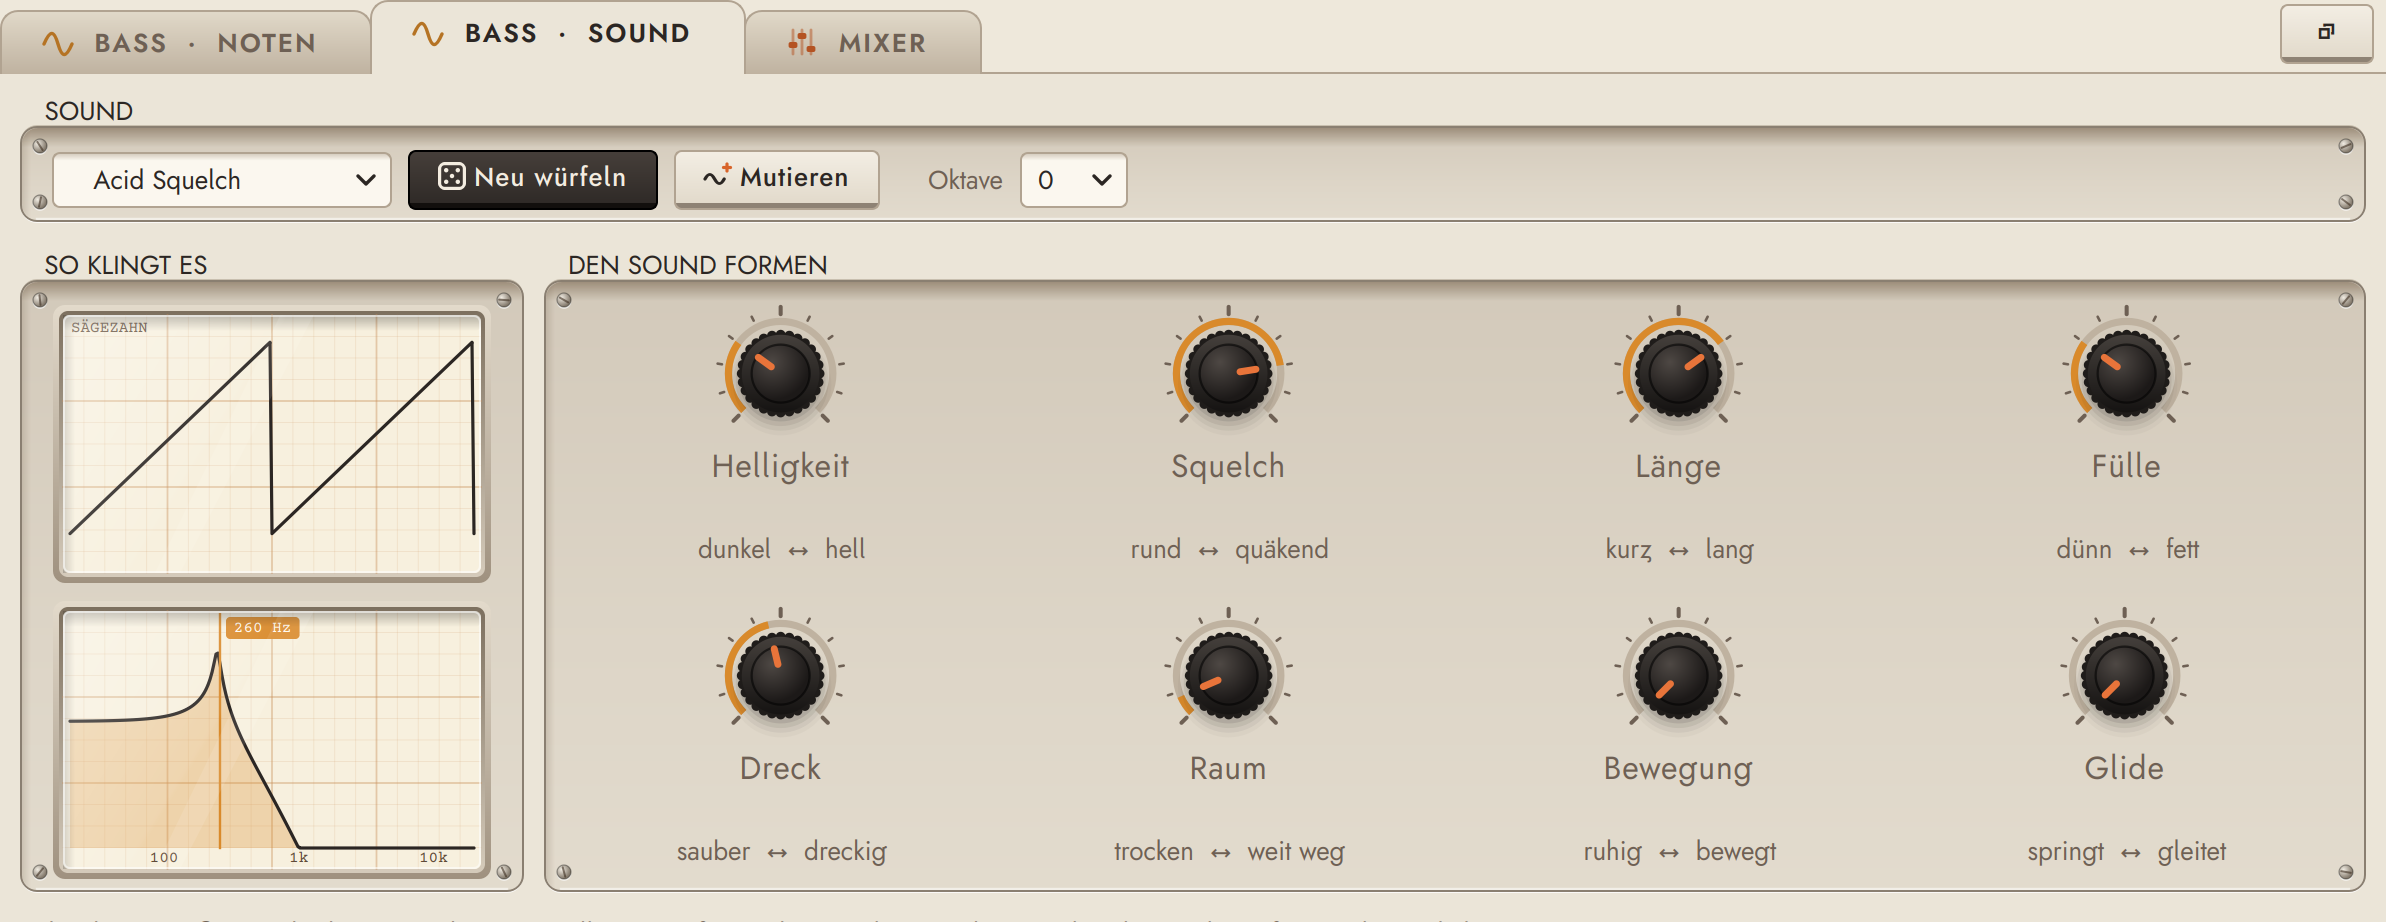 BASS · NOTEN
BASS · SOUND
MIXER
SOUND
Acid Squelch
Neu würfeln
Mutieren
Oktave
0
SO KLINGT ES
DEN SOUND FORMEN
SÄGEZAHN
Helligkeit
Squelch
Länge
Fülle
dunkel ↔ hell
rund ↔ quäkend
kurz ↔ lang
dünn ↔ fett
260 Hz
100
1k
10k
Dreck
Raum
Bewegung
Glide
sauber ↔ dreckig
trocken ↔ weit weg
ruhig ↔ bewegt
springt ↔ gleitet